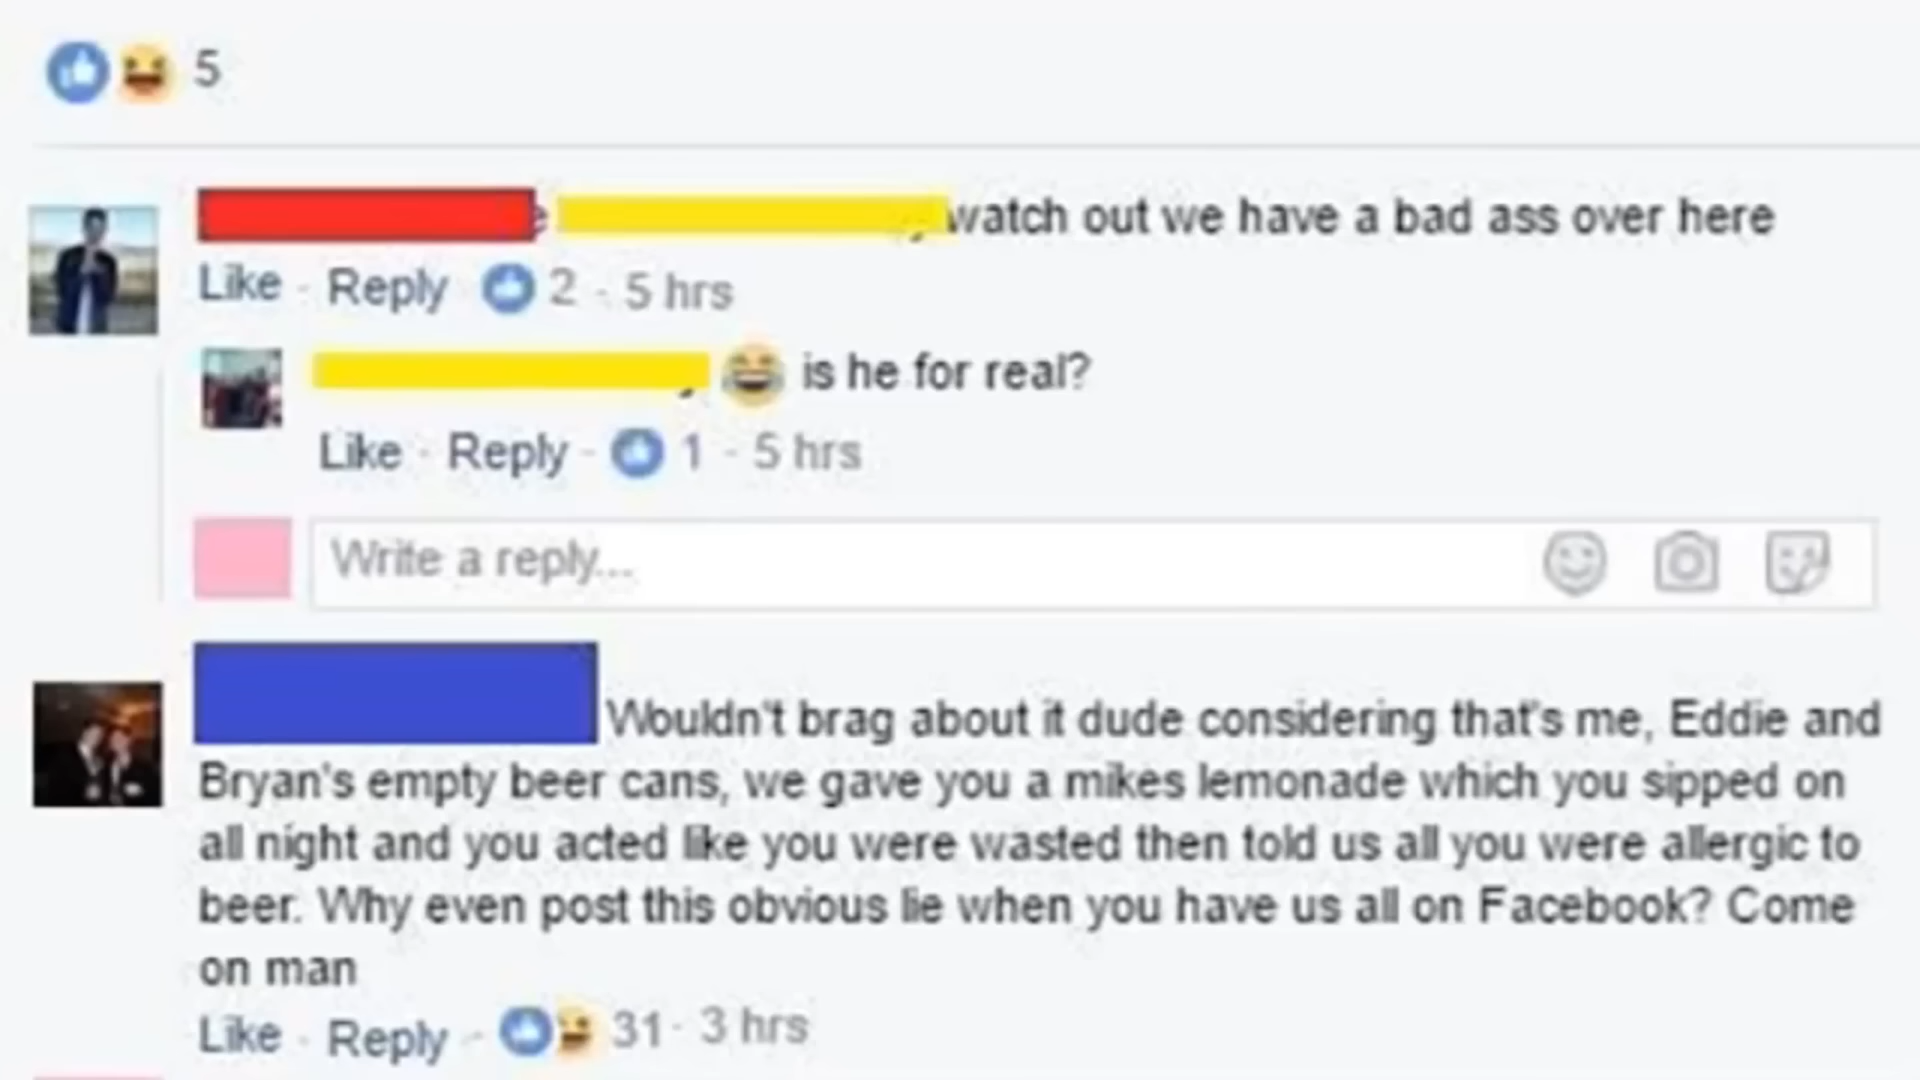 5
watch out we have a bad ass over here
Like · Reply 2 · 5 hrs
is he for real?
Like · Reply · 1 · 5 hrs
Write a reply...
Wouldn't brag about it dude considering that's me, Eddie and
Bryan's empty beer cans, we gave you a mikes lemonade which you sipped on
all night and you acted like you were wasted then told us all you were allergic to
beer. Why even post this obvious lie when you have us all on Facebook? Come
on man
Like · Reply · 31 · 3 hrs